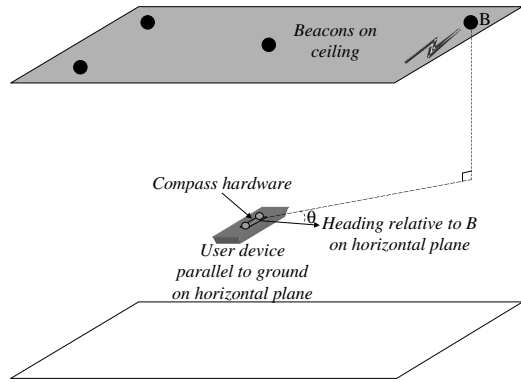 Beacons on
ceiling
B
Compass hardware
θ
Heading relative to B
on horizontal plane
User device
parallel to ground
on horizontal plane